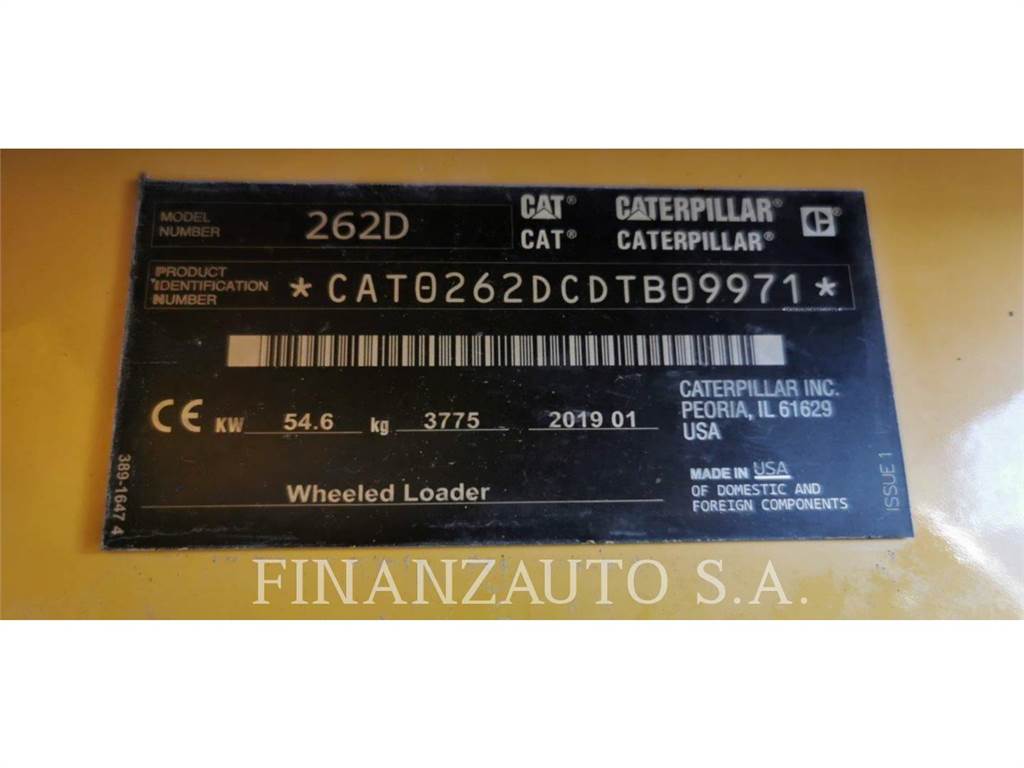 MODEL NUMBER 262D
CAT® CATERPILLAR® C®
CAT® CATERPILLAR®
PRODUCT IDENTIFICATION NUMBER *CAT0262DCDTB09971*
CE KW 54.6 kg 3775 2019 01
CATERPILLAR INC.
PEORIA, IL 61629
USA
Wheeled Loader
MADE IN USA
OF DOMESTIC AND
FOREIGN COMPONENTS
389-1647 4
ISSUE 1
FINANZAUTO S.A.